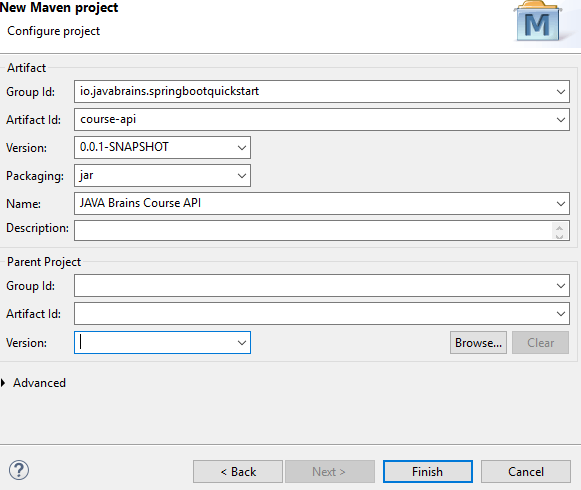 New Maven project
Configure project
M
Artifact
Group Id: io.javabrains.springbootquickstart
Artifact Id: course-api
Version: 0.0.1-SNAPSHOT
Packaging: jar
Name: JAVA Brains Course API
Description:
Parent Project
Group Id:
Artifact Id:
Version: Browse... Clear
Advanced
? < Back Next > Finish Cancel